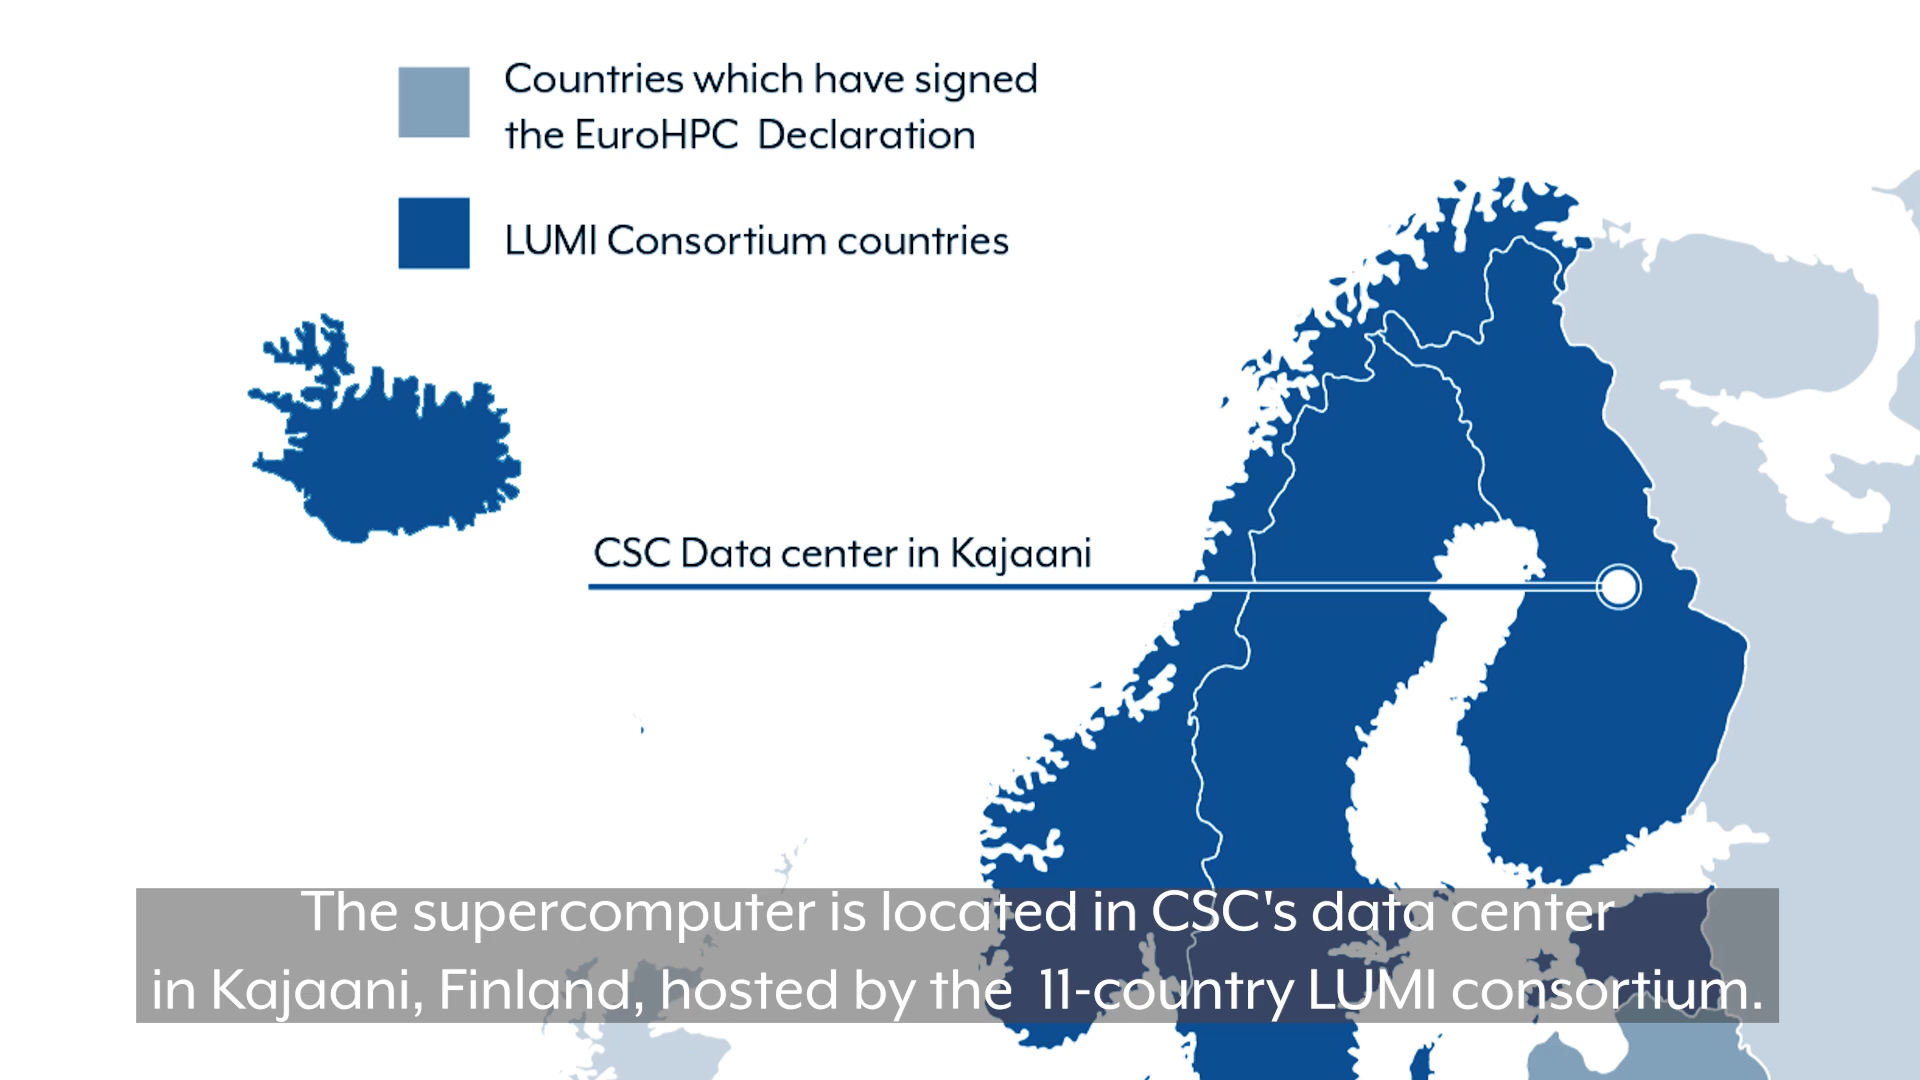 Countries which have signed
the EuroHPC Declaration
LUMI Consortium countries
CSC Data center in Kajaani
The supercomputer is located in CSC's data center
in Kajaani, Finland, hosted by the 11-country LUMI consortium.